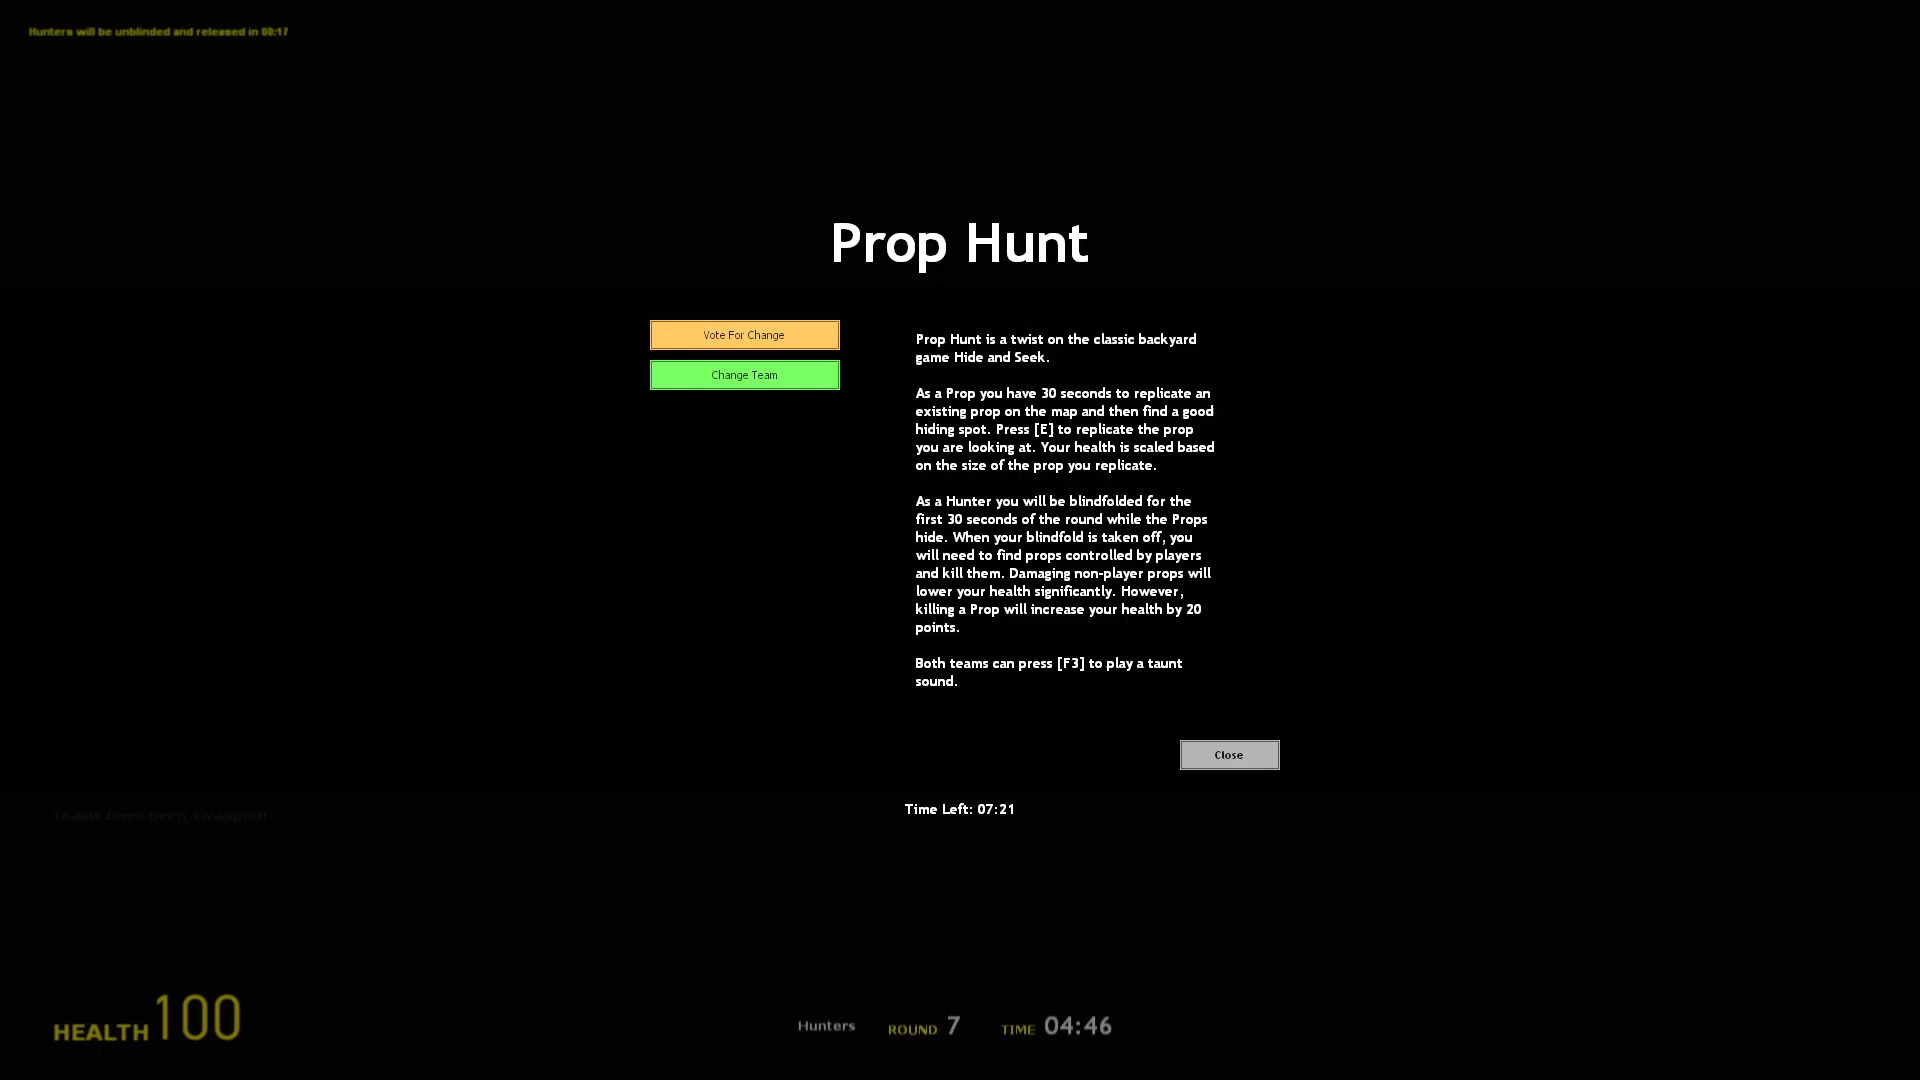 Hunters will be unblinded and released in 00:17
Prop Hunt
Vote For Change
Change Team
Prop Hunt is a twist on the classic backyard
game Hide and Seek.
As a Prop you have 30 seconds to replicate an
existing prop on the map and then find a good
hiding spot. Press [E] to replicate the prop
you are looking at. Your health is scaled based
on the size of the prop you replicate.
As a Hunter you will be blindfolded for the
first 30 seconds of the round while the Props
hide. When your blindfold is taken off, you
will need to find props controlled by players
and kill them. Damaging non-player props will
lower your health significantly. However,
killing a Prop will increase your health by 20
points.
Both teams can press [F3] to play a taunt
sound.
Close
Teams have been swapped!
Time Left: 07:21
HEALTH 100
Hunters ROUND 7 TIME 04:46